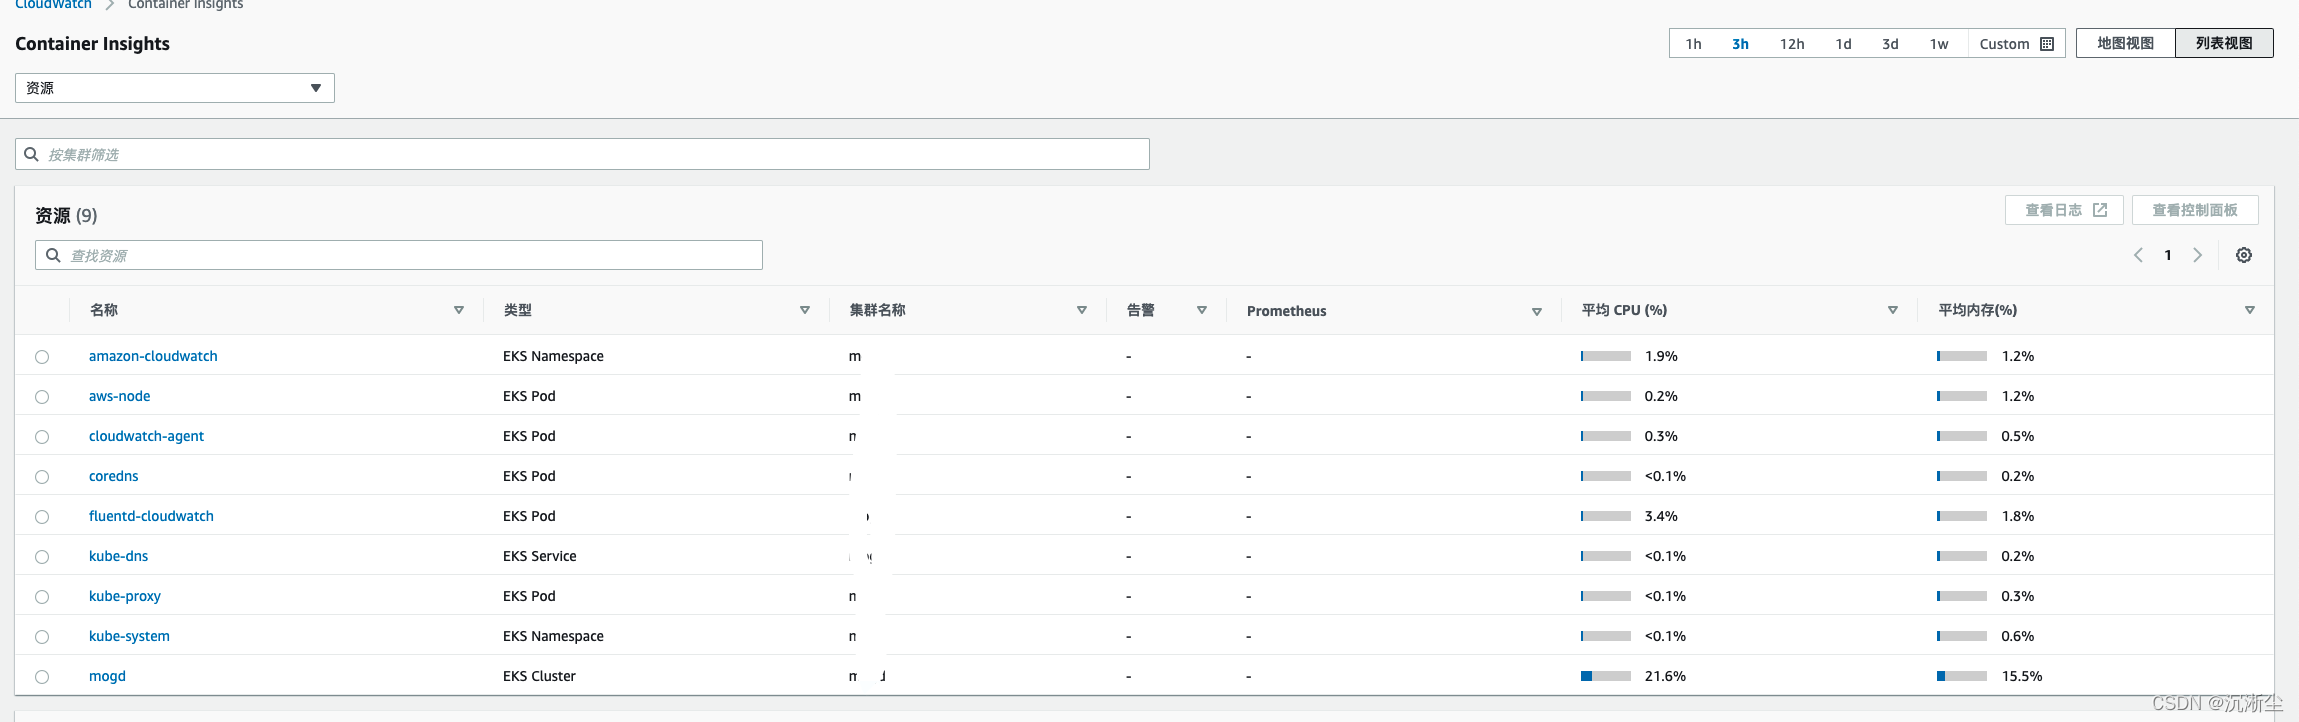 CloudWatch > Container Insights
Container Insights
1h 3h 12h 1d 3d 1w Custom 地图视图 列表视图
资源
按集群筛选
资源 (9)
查看日志 查看控制面板
查找资源
1
名称 类型 集群名称 告警 Prometheus 平均 CPU (%) 平均内存(%)
amazon-cloudwatch EKS Namespace m - - 1.9% 1.2%
aws-node EKS Pod m - - 0.2% 1.2%
cloudwatch-agent EKS Pod - - 0.3% 0.5%
coredns EKS Pod - - <0.1% 0.2%
fluentd-cloudwatch EKS Pod - - 3.4% 1.8%
kube-dns EKS Service - - <0.1% 0.2%
kube-proxy EKS Pod - - <0.1% 0.3%
kube-system EKS Namespace - - <0.1% 0.6%
mogd EKS Cluster - - 21.6% 15.5%
CSDN @沉淅尘